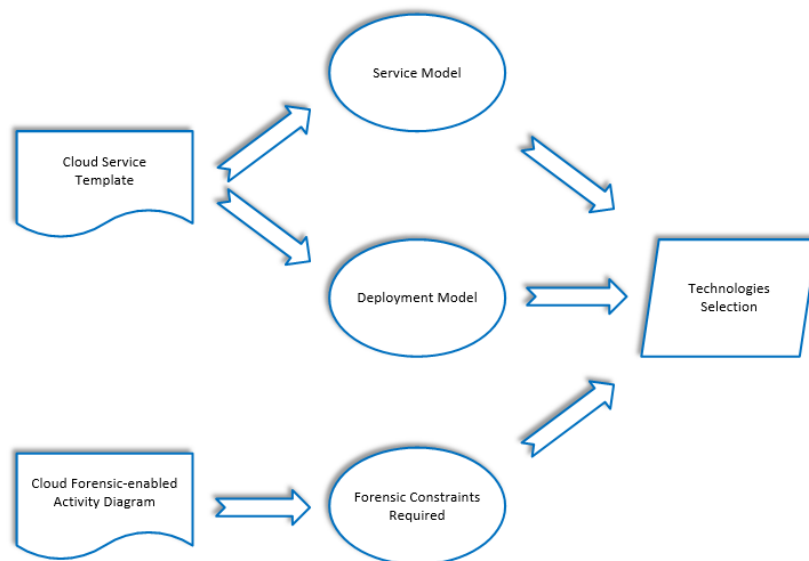 Service Model
Cloud Service
Template
Deployment Model
Technologies
Selection
Cloud Forensic-enabled
Activity Diagram
Forensic Constraints
Required